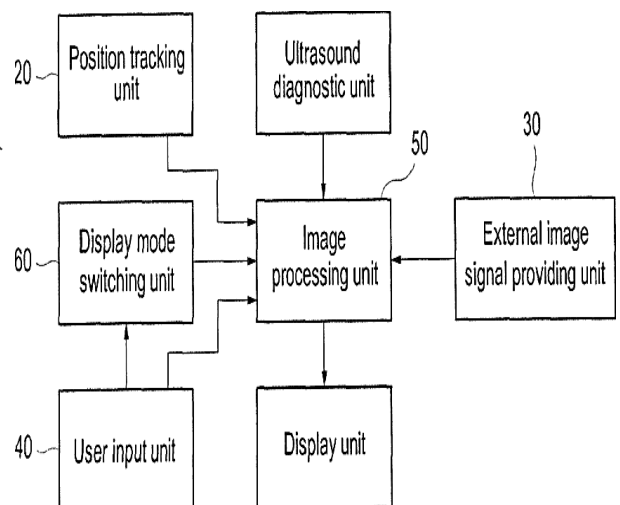 Position tracking
unit
20
Ultrasound
diagnostic unit
50
30
Display mode
switching unit
60
Image
processing unit
External image
signal providing unit
40
User input unit
Display unit